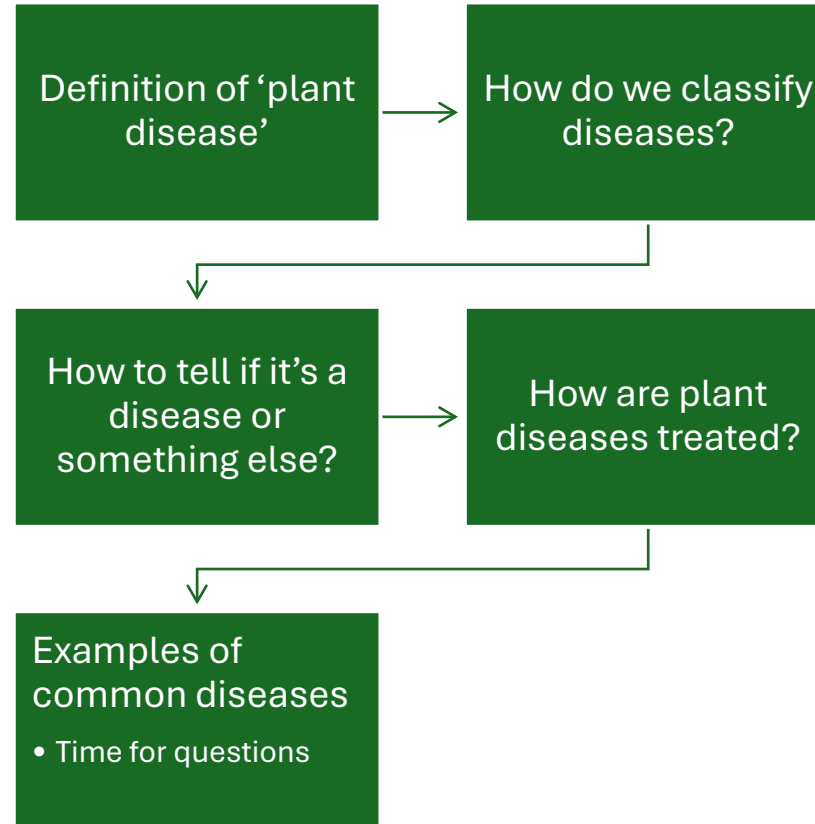 Definition of ‘plant
disease’
How do we classify
diseases?
How to tell if it’s a
disease or
something else?
How are plant
diseases treated?
Examples of
common diseases
• Time for questions